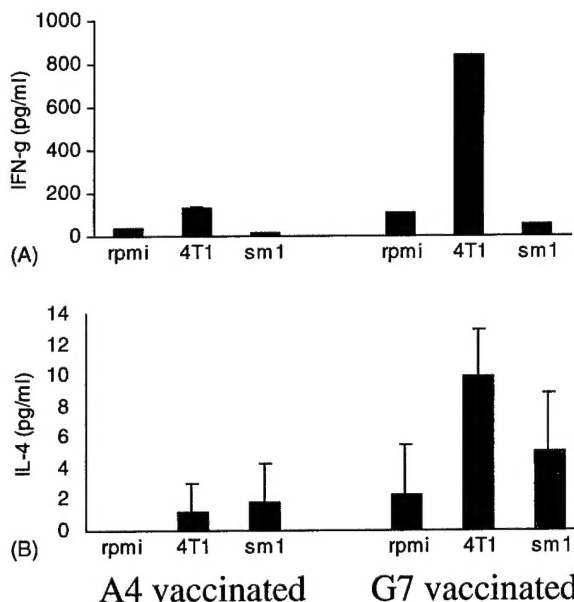 1000
800
600
400
200
0
IFN-g (pg/ml)
(A)
rpmi 4T1 sm1 rpmi 4T1 sm1
14
12
10
8
6
4
2
0
IL-4 (pg/ml)
(B)
rpmi 4T1 sm1 rpmi 4T1 sm1
A4 vaccinated G7 vaccinated